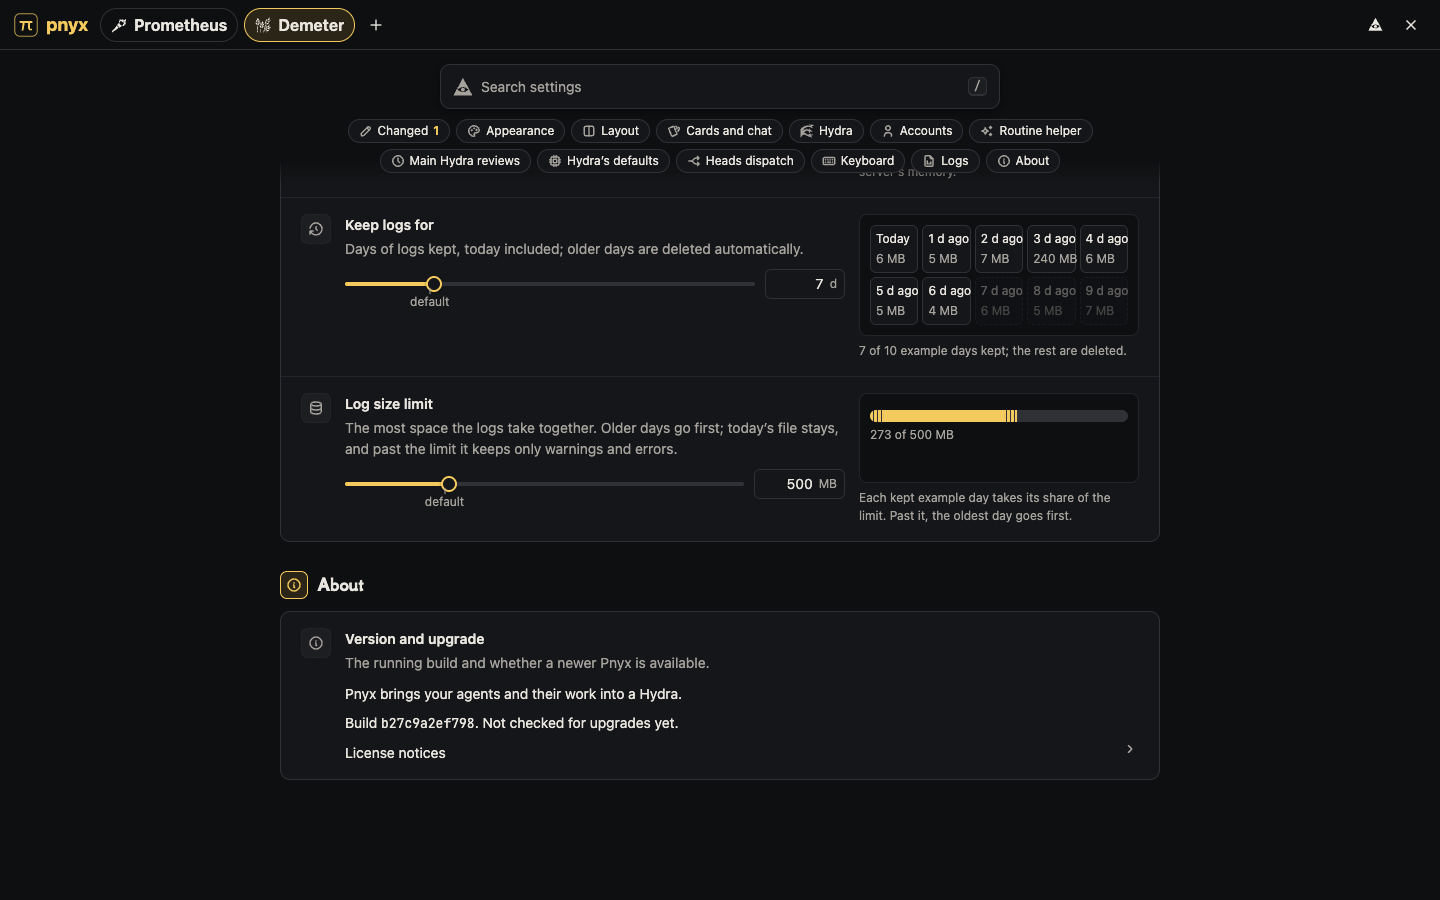 π pnyx
Prometheus
Demeter
+
Search settings
/
Changed 1
Appearance
Layout
Cards and chat
Hydra
Accounts
Routine helper
Main Hydra reviews
Hydra's defaults
Heads dispatch
Keyboard
Logs
About
server's memory.
Keep logs for
Days of logs kept, today included; older days are deleted automatically.
7 d
default
Today
6 MB
1 d ago
5 MB
2 d ago
7 MB
3 d ago
240 MB
4 d ago
6 MB
5 d ago
5 MB
6 d ago
4 MB
7 d ago
6 MB
8 d ago
5 MB
9 d ago
7 MB
7 of 10 example days kept; the rest are deleted.
Log size limit
The most space the logs take together. Older days go first; today's file stays,
and past the limit it keeps only warnings and errors.
500 MB
default
273 of 500 MB
Each kept example day takes its share of the
limit. Past it, the oldest day goes first.
About
Version and upgrade
The running build and whether a newer Pnyx is available.
Pnyx brings your agents and their work into a Hydra.
Build b27c9a2ef798. Not checked for upgrades yet.
License notices